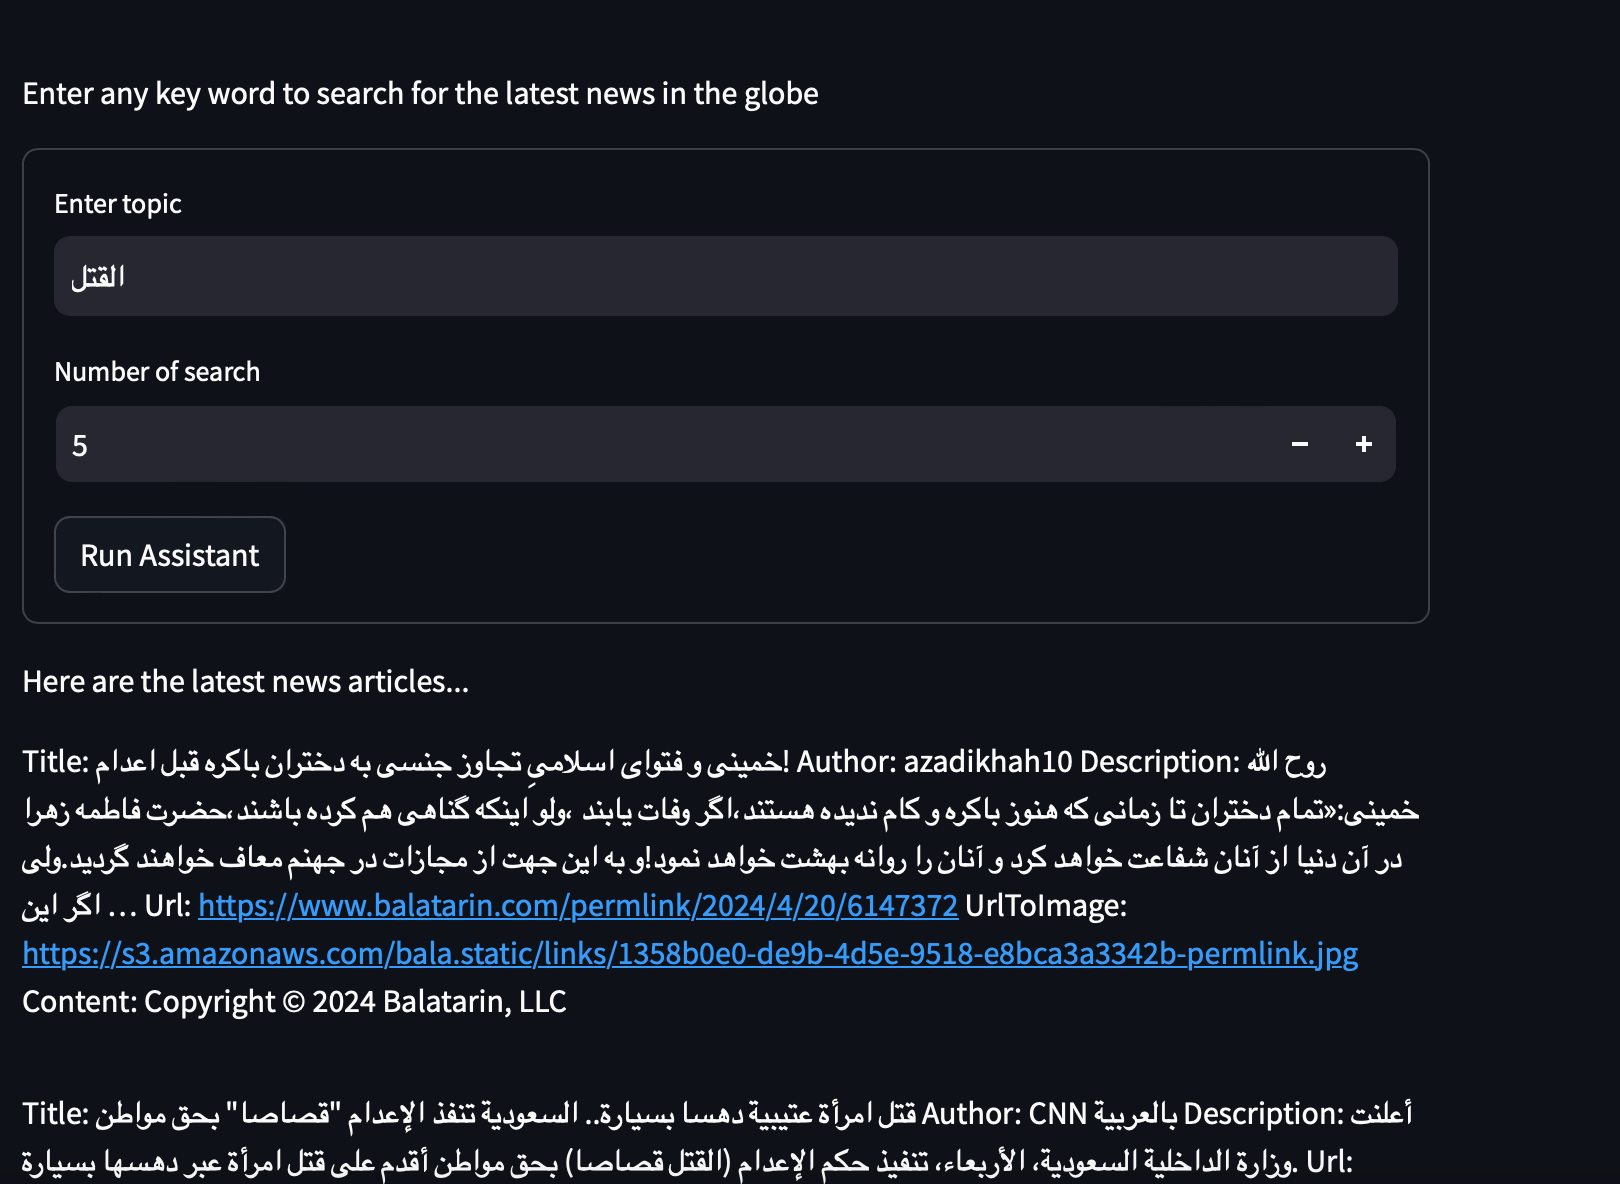 Enter any key word to search for the latest news in the globe
Enter topic
القتل
Number of search
5
− +
Run Assistant
Here are the latest news articles...
Title: خمینی و فتوای اسلامیِ تجاوز جنسی به دختران باکره قبل اعدام! Author: azadikhah10 Description: روح الله
خمینی:«تمام دختران تا زمانی که هنوز باکره و کام ندیده هستند،اگر وفات یابند ،ولو اینکه گناهی هم کرده باشند،حضرت فاطمه زهرا
در آن دنیا از آنان شفاعت خواهد کرد و آنان را روانه بهشت خواهد نمود!و به این جهت از مجازات در جهنم معاف خواهند گردید.ولی
اگر این … Url: https://www.balatarin.com/permlink/2024/4/20/6147372 UrlToImage:
https://s3.amazonaws.com/bala.static/links/1358b0e0-de9b-4d5e-9518-e8bca3a3342b-permlink.jpg
Content: Copyright © 2024 Balatarin, LLC
Title: قتل امرأة عتيبية دهسا بسيارة.. السعودية تنفذ الإعدام "قصاصا" بحق مواطن Author: CNN بالعربية Description: أعلنت
وزارة الداخلية السعودية، الأربعاء، تنفيذ حكم الإعدام (القتل قصاصا) بحق مواطن أقدم على قتل امرأة عبر دهسها بسيارة. Url: